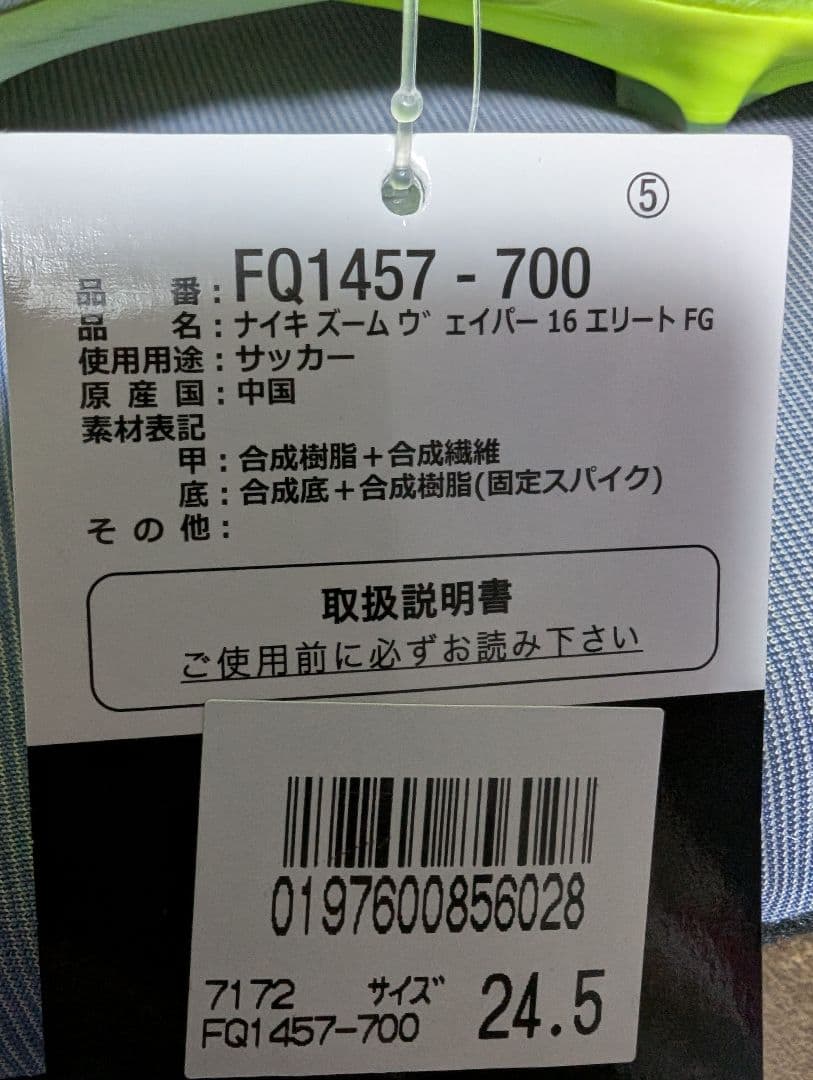 ⑤
品番：FQ1457 - 700
品名：ナイキ ズーム ヴェイパー 16 エリート FG
使用用途：サッカー
原産国：中国
素材表記
甲：合成樹脂＋合成繊維
底：合成底＋合成樹脂(固定スパイク)
その他：
取扱説明書
ご使用前に必ずお読み下さい
0197600856028
7172 サイズ 24.5
FQ1457-700